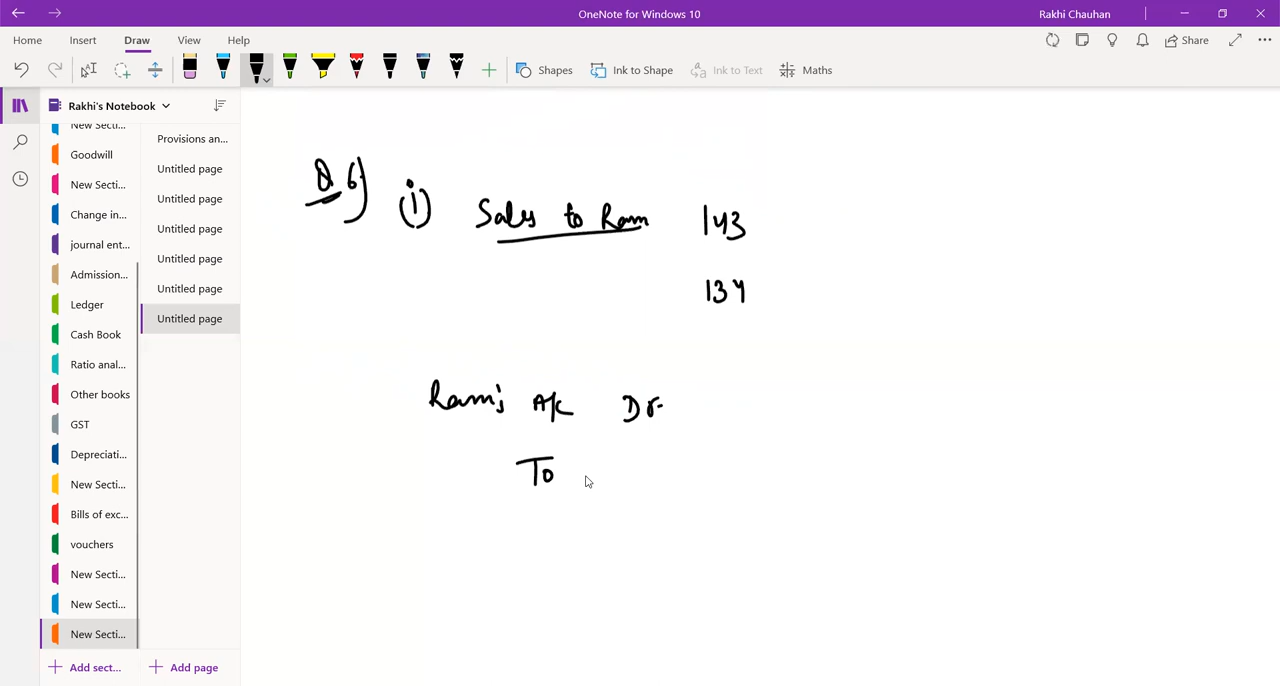 OneNote for Windows 10
Rakhi Chauhan
Home Insert Draw View Help
Share
Shapes Ink to Shape Ink to Text Maths
Rakhi's Notebook
New Secti...
Goodwill
New Secti...
Change in...
journal ent...
Admission...
Ledger
Cash Book
Ratio anal...
Other books
GST
Depreciati...
New Secti...
Bills of exc...
vouchers
New Secti...
New Secti...
New Secti...
Add sect...
Provisions an...
Untitled page
Untitled page
Untitled page
Untitled page
Untitled page
Untitled page
Add page
Q.6) (i) Sales to Ram 143
134
Ram's A/c Dr.
To